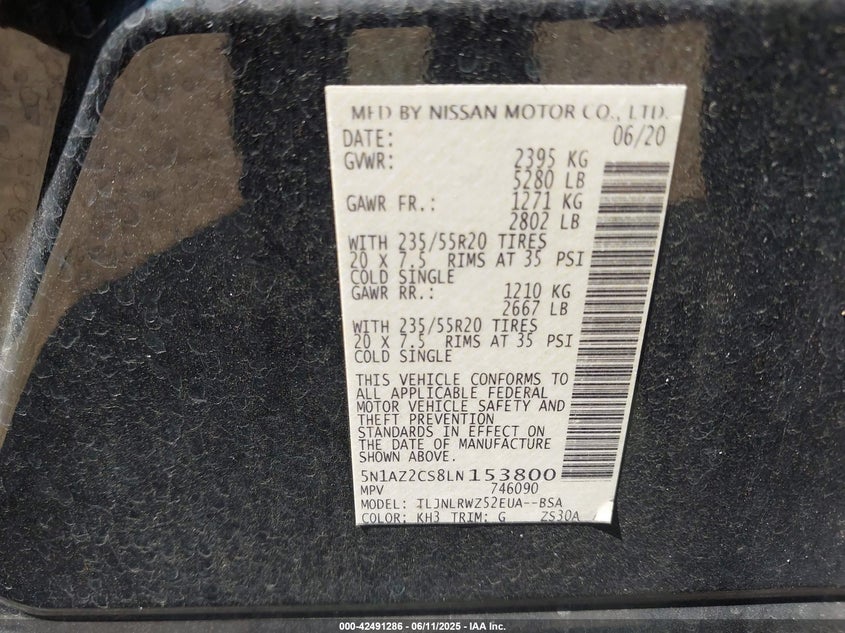 MFD BY NISSAN MOTOR CO., LTD.
DATE: 06/20
GVWR: 2395 KG
5280 LB
GAWR FR.: 1271 KG
2802 LB
WITH 235/55R20 TIRES
20 X 7.5 RIMS AT 35 PSI
COLD SINGLE
GAWR RR.: 1210 KG
2667 LB
WITH 235/55R20 TIRES
20 X 7.5 RIMS AT 35 PSI
COLD SINGLE
THIS VEHICLE CONFORMS TO
ALL APPLICABLE FEDERAL
MOTOR VEHICLE SAFETY AND
THEFT PREVENTION
STANDARDS IN EFFECT ON
THE DATE OF MANUFACTURE
SHOWN ABOVE.
5N1AZ2CS8LN153800
MPV 746090
MODEL: TLJNLRWZ52EUA--BSA
COLOR: KH3 TRIM: G ZS30A
000-42491286 - 06/11/2025 - IAA Inc.